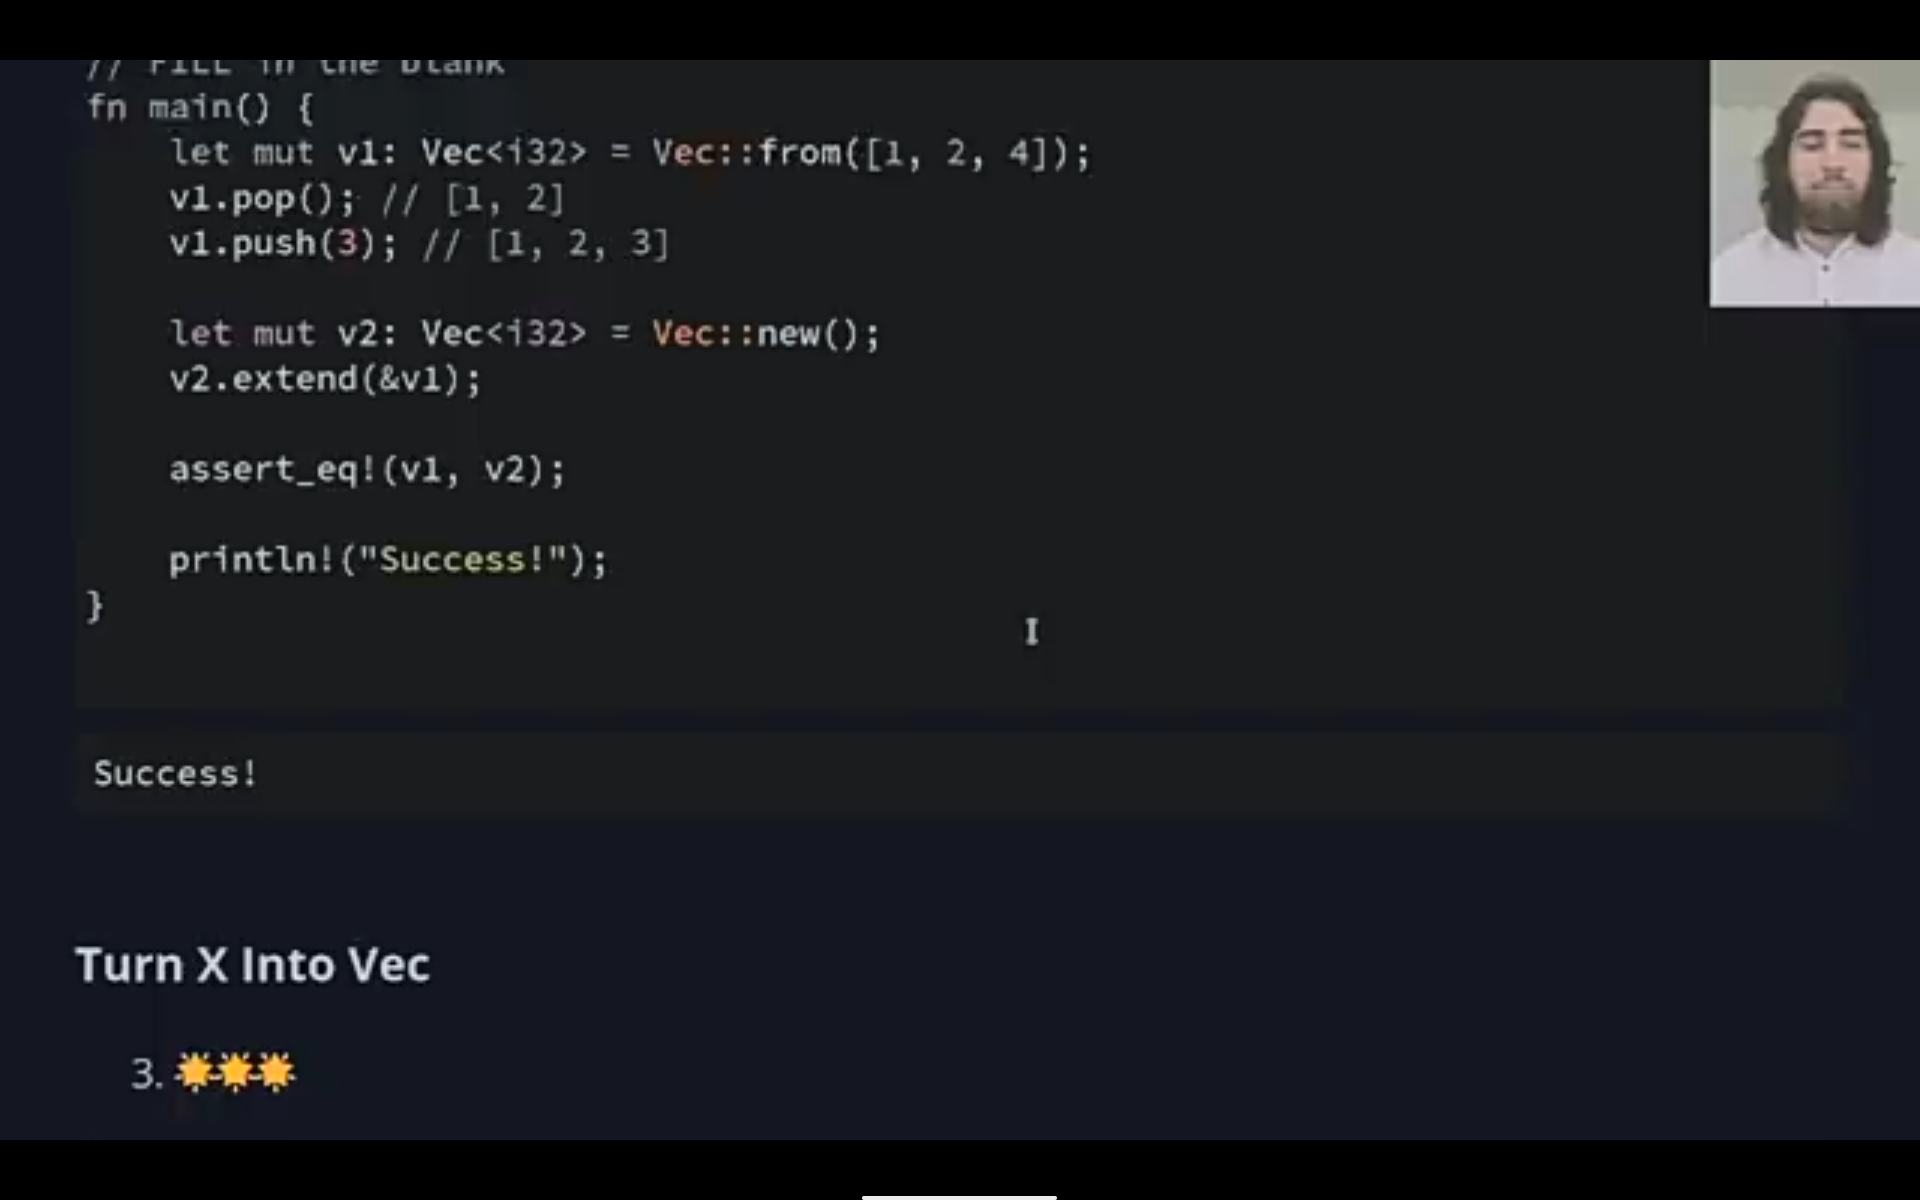 // FILL in the blank
fn main() {
    let mut v1: Vec<i32> = Vec::from([1, 2, 4]);
    v1.pop(); // [1, 2]
    v1.push(3); // [1, 2, 3]
    let mut v2: Vec<i32> = Vec::new();
    v2.extend(&v1);
    assert_eq!(v1, v2);
    println!("Success!");
}
Success!
Turn X Into Vec
3. 🌟🌟🌟